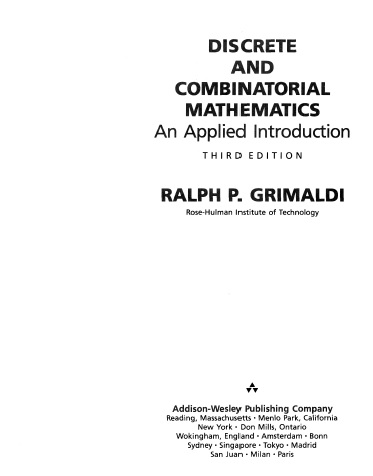 DISCRETE
AND
COMBINATORIAL
MATHEMATICS
An Applied Introduction
THIRD EDITION
RALPH P. GRIMALDI
Rose-Hulman Institute of Technology
Addison-Wesley Publishing Company
Reading, Massachusetts • Menlo Park, California
New York • Don Mills, Ontario
Wokingham, England • Amsterdam • Bonn
Sydney • Singapore • Tokyo • Madrid
San Juan • Milan • Paris